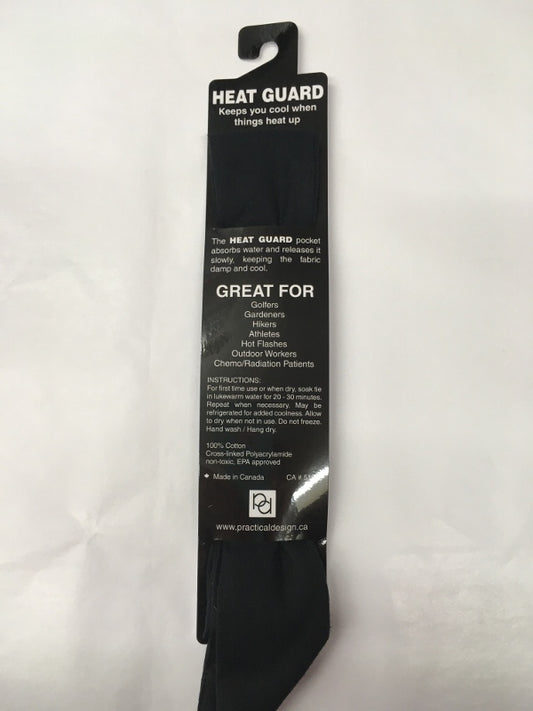 HEAT GUARD
Keeps you cool when
things heat up
The HEAT GUARD pocket
absorbs water and releases it
slowly, keeping the fabric
damp and cool.
GREAT FOR
Golfers
Gardeners
Hikers
Athletes
Hot Flashes
Outdoor Workers
Chemo/Radiation Patients
INSTRUCTIONS:
For first time use or when dry, soak tie
in lukewarm water for 20 - 30 minutes.
Repeat when necessary. May be
refrigerated for added coolness. Allow
to dry when not in use. Do not freeze.
Hand wash / Hang dry.
100% Cotton
Cross-linked Polyacrylamide
non-toxic, EPA approved
Made in Canada CA #
pd
www.practicaldesign.ca